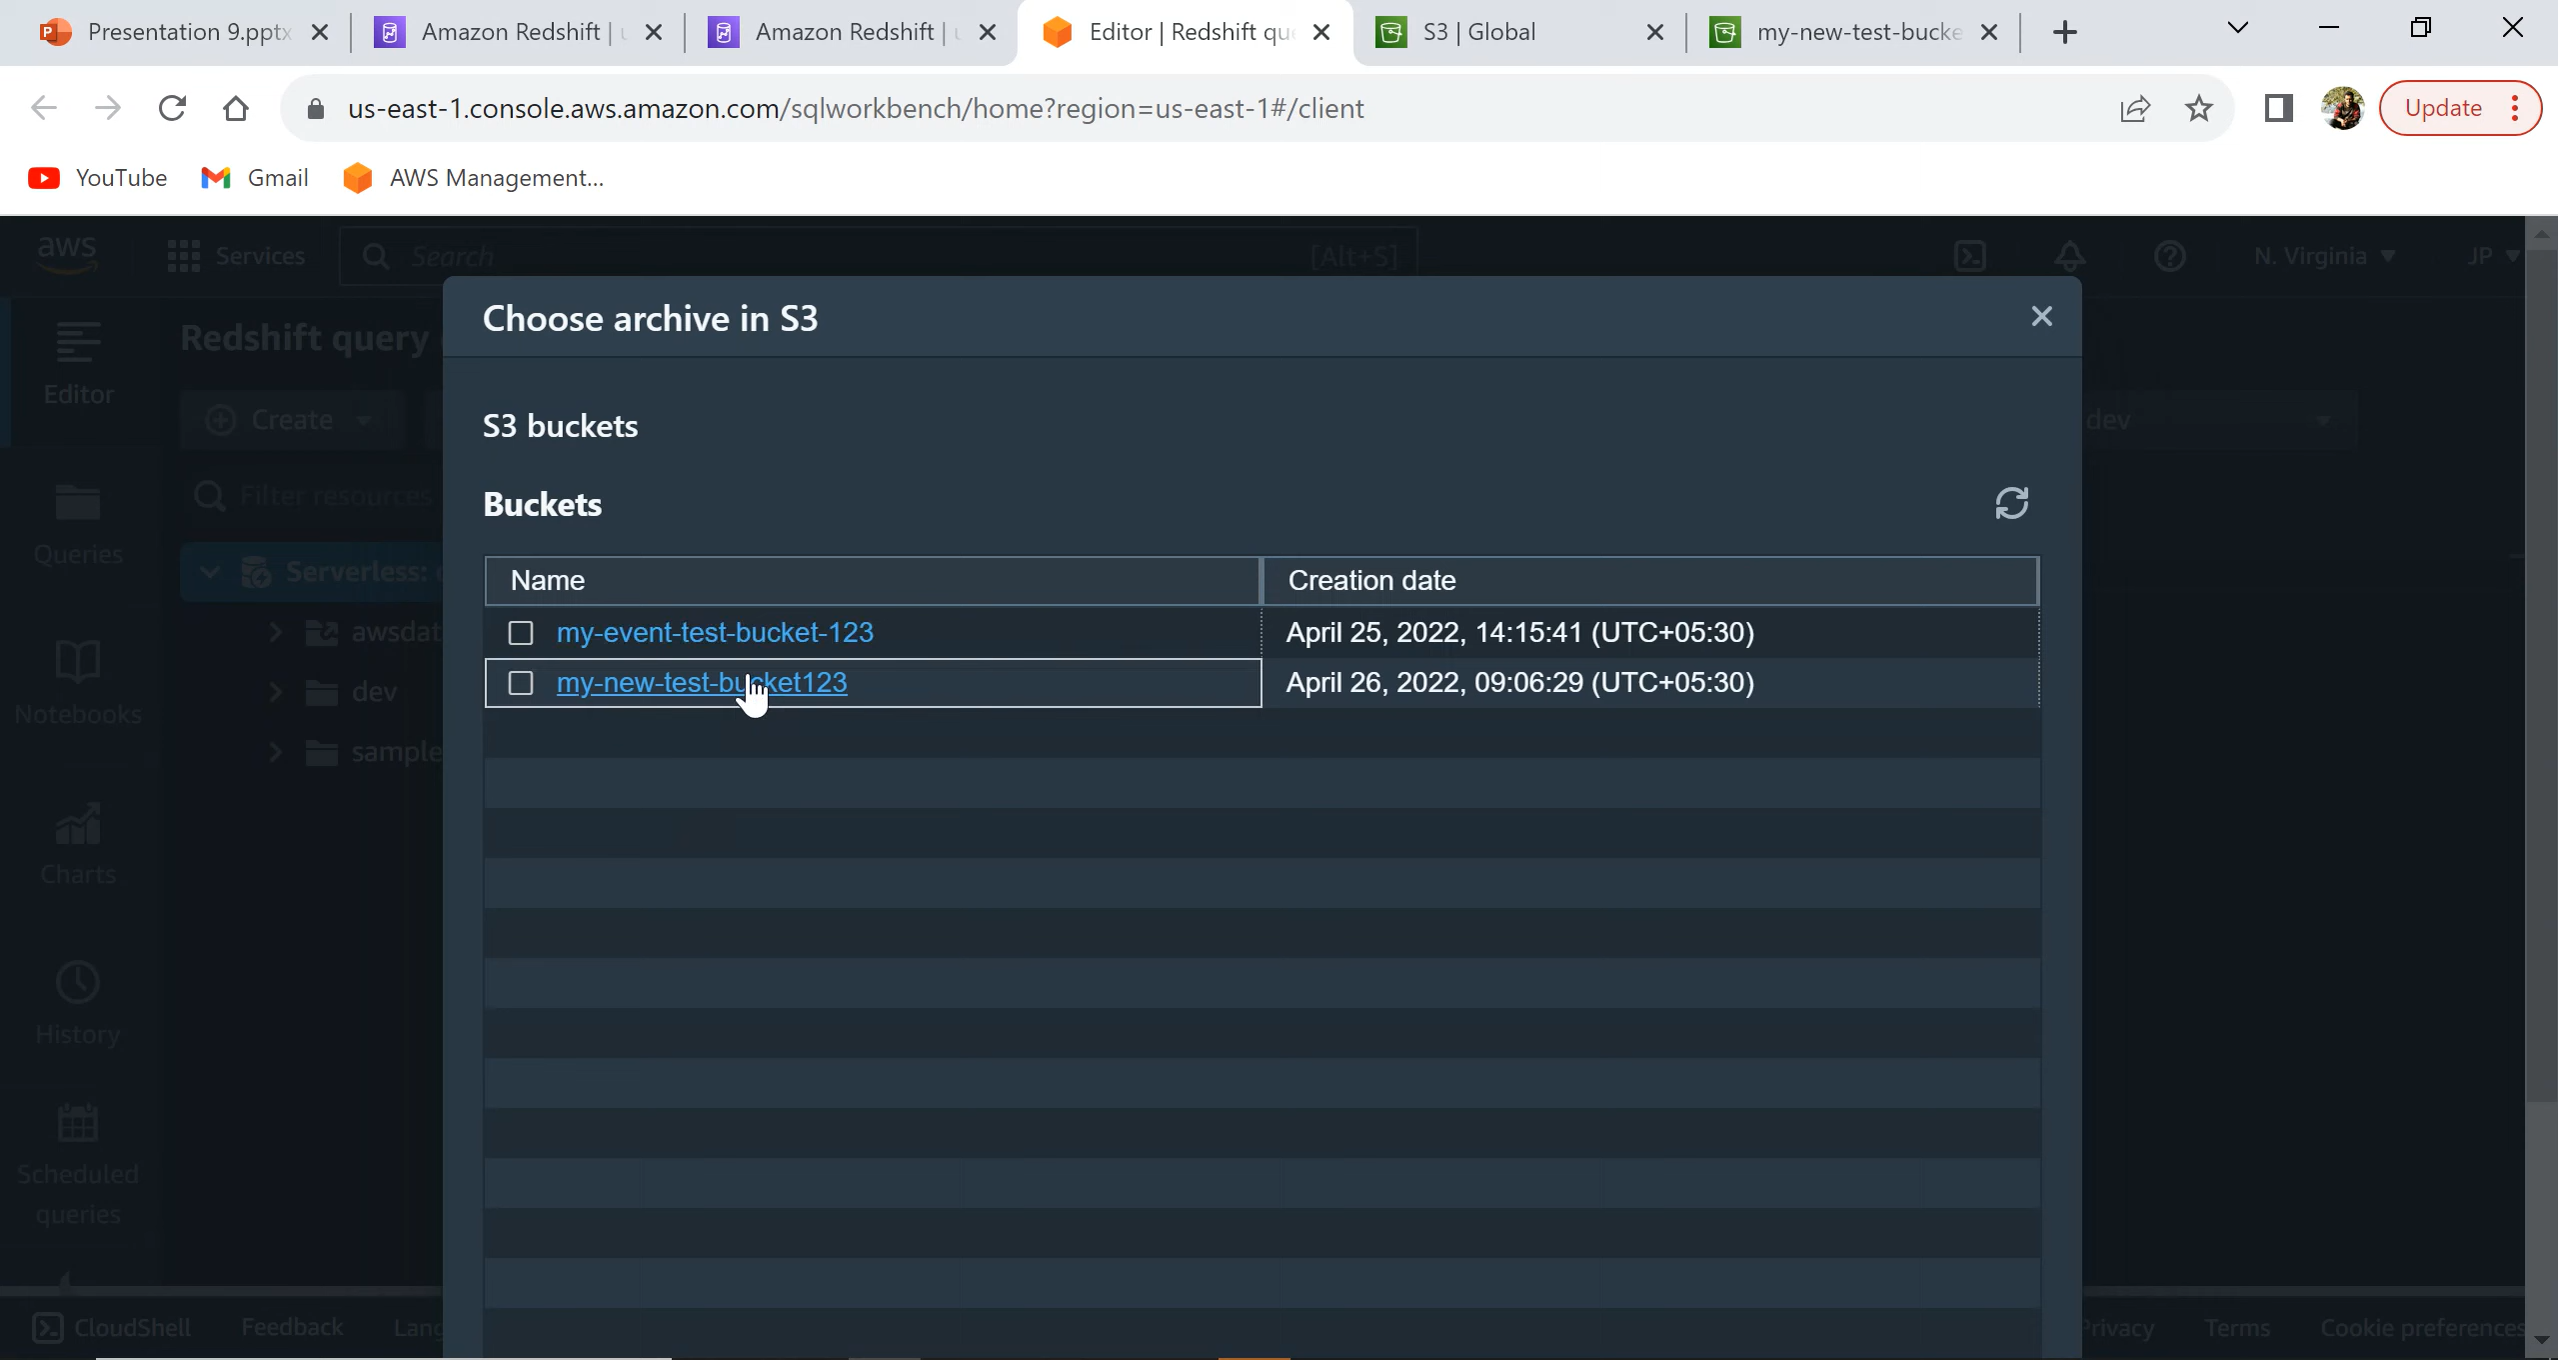 Presentation 9.pptx
Amazon Redshift |
Amazon Redshift |
Editor | Redshift que
S3 | Global
my-new-test-bucke
us-east-1.console.aws.amazon.com/sqlworkbench/home?region=us-east-1#/client
Update
YouTube
Gmail
AWS Management...
aws
Services
Search
[Alt+S]
N. Virginia
JP
Redshift query
Editor
Create
Filter resources
Queries
Serverless:
awsdat
dev
Notebooks
sample
Charts
History
Scheduled
queries
dev
Choose archive in S3
S3 buckets
Buckets
Name
Creation date
my-event-test-bucket-123
April 25, 2022, 14:15:41 (UTC+05:30)
my-new-test-bucket123
April 26, 2022, 09:06:29 (UTC+05:30)
CloudShell
Feedback
Lang
Privacy
Terms
Cookie preferences